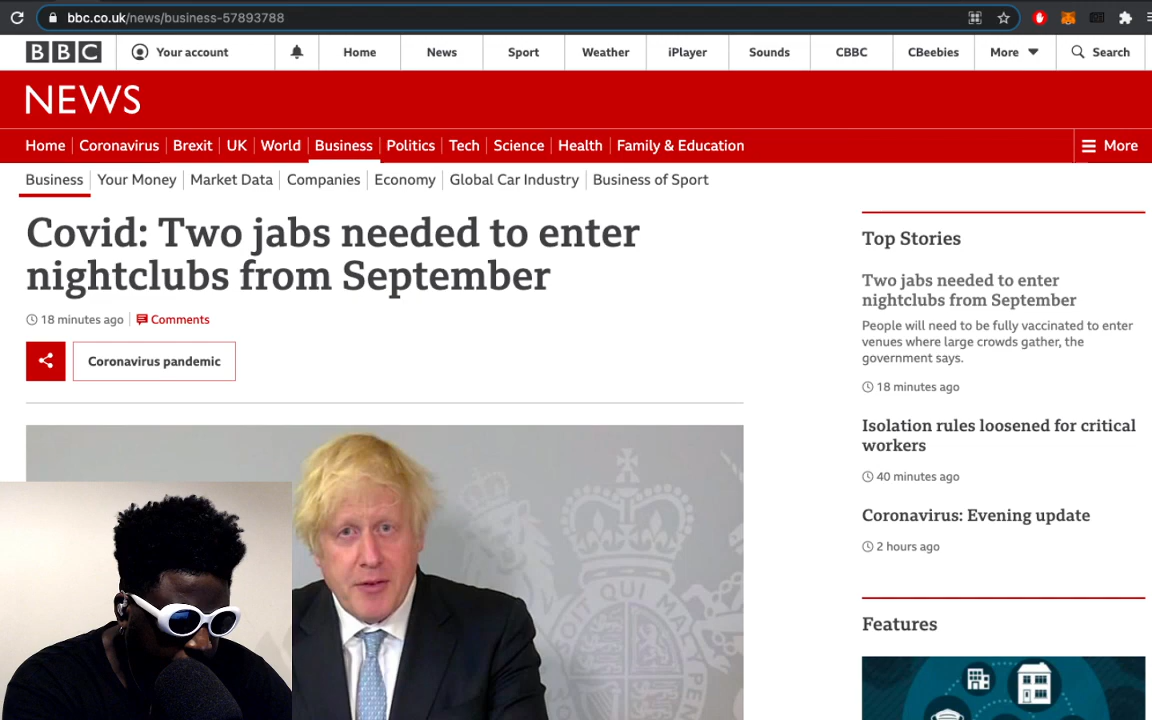 bbc.co.uk/news/business-57893788
BBC Your account Home News Sport Weather iPlayer Sounds CBBC CBeebies More Search
NEWS
Home Coronavirus Brexit UK World Business Politics Tech Science Health Family & Education More
Business Your Money Market Data Companies Economy Global Car Industry Business of Sport
Covid: Two jabs needed to enter
nightclubs from September
18 minutes ago Comments
Coronavirus pandemic
Top Stories
Two jabs needed to enter
nightclubs from September
People will need to be fully vaccinated to enter
venues where large crowds gather, the
government says.
18 minutes ago
Isolation rules loosened for critical
workers
40 minutes ago
Coronavirus: Evening update
2 hours ago
Features